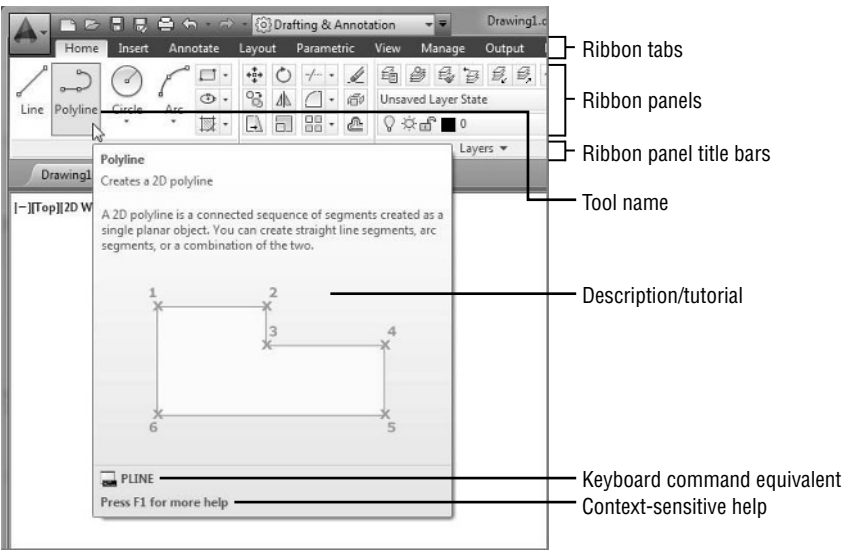 Drafting & Annotation
Drawing1.d
Home Insert Annotate Layout Parametric View Manage Output
Ribbon tabs
Line Polyline Circle Arc
Unsaved Layer State
0
Ribbon panels
Layers
Ribbon panel title bars
Drawing1
Polyline
Creates a 2D polyline
Tool name
[−][Top][2D W
A 2D polyline is a connected sequence of segments created as a
single planar object. You can create straight line segments, arc
segments, or a combination of the two.
1 2
Description/tutorial
3 4
6 5
PLINE
Keyboard command equivalent
Press F1 for more help
Context-sensitive help